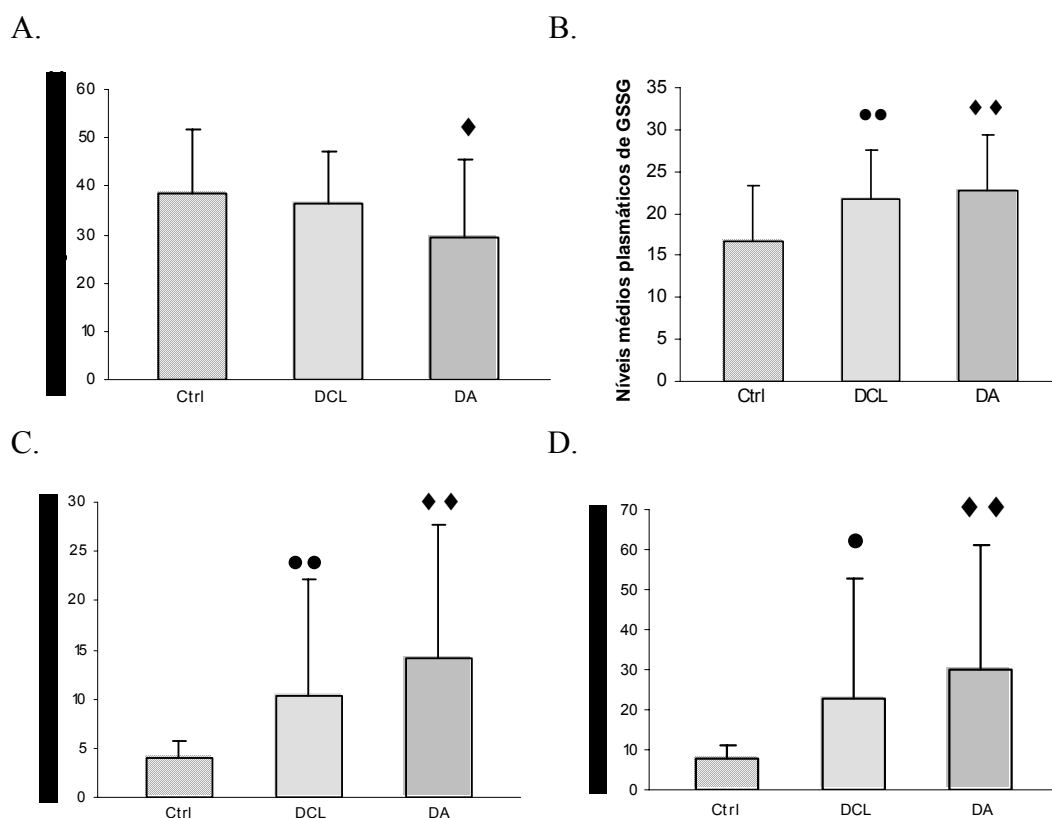 A.
60
50
40
30
20
10
0
Ctrl
DCL
DA
♦
B.
Níveis médios plasmáticos de GSSG
35
30
25
20
15
10
5
0
Ctrl
DCL
DA
●●
♦ ♦
C.
30
25
20
15
10
5
0
Ctrl
DCL
DA
●●
♦ ♦
D.
70
60
50
40
30
20
10
0
Ctrl
DCL
DA
●
♦ ♦